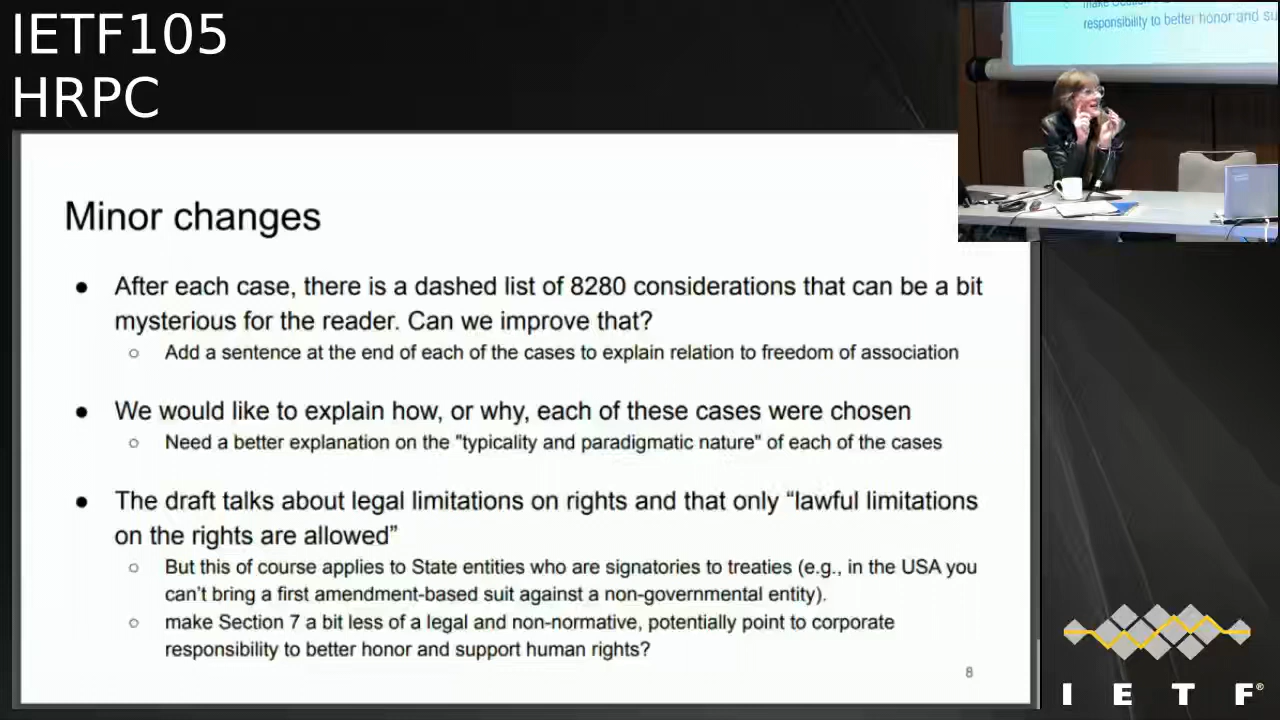 IETF105
HRPC
responsibility to better honor and su
Minor changes
● After each case, there is a dashed list of 8280 considerations that can be a bit
mysterious for the reader. Can we improve that?
○ Add a sentence at the end of each of the cases to explain relation to freedom of association
● We would like to explain how, or why, each of these cases were chosen
○ Need a better explanation on the "typicality and paradigmatic nature" of each of the cases
● The draft talks about legal limitations on rights and that only “lawful limitations
on the rights are allowed”
○ But this of course applies to State entities who are signatories to treaties (e.g., in the USA you
can’t bring a first amendment-based suit against a non-governmental entity).
○ make Section 7 a bit less of a legal and non-normative, potentially point to corporate
responsibility to better honor and support human rights?
8
I E T F®